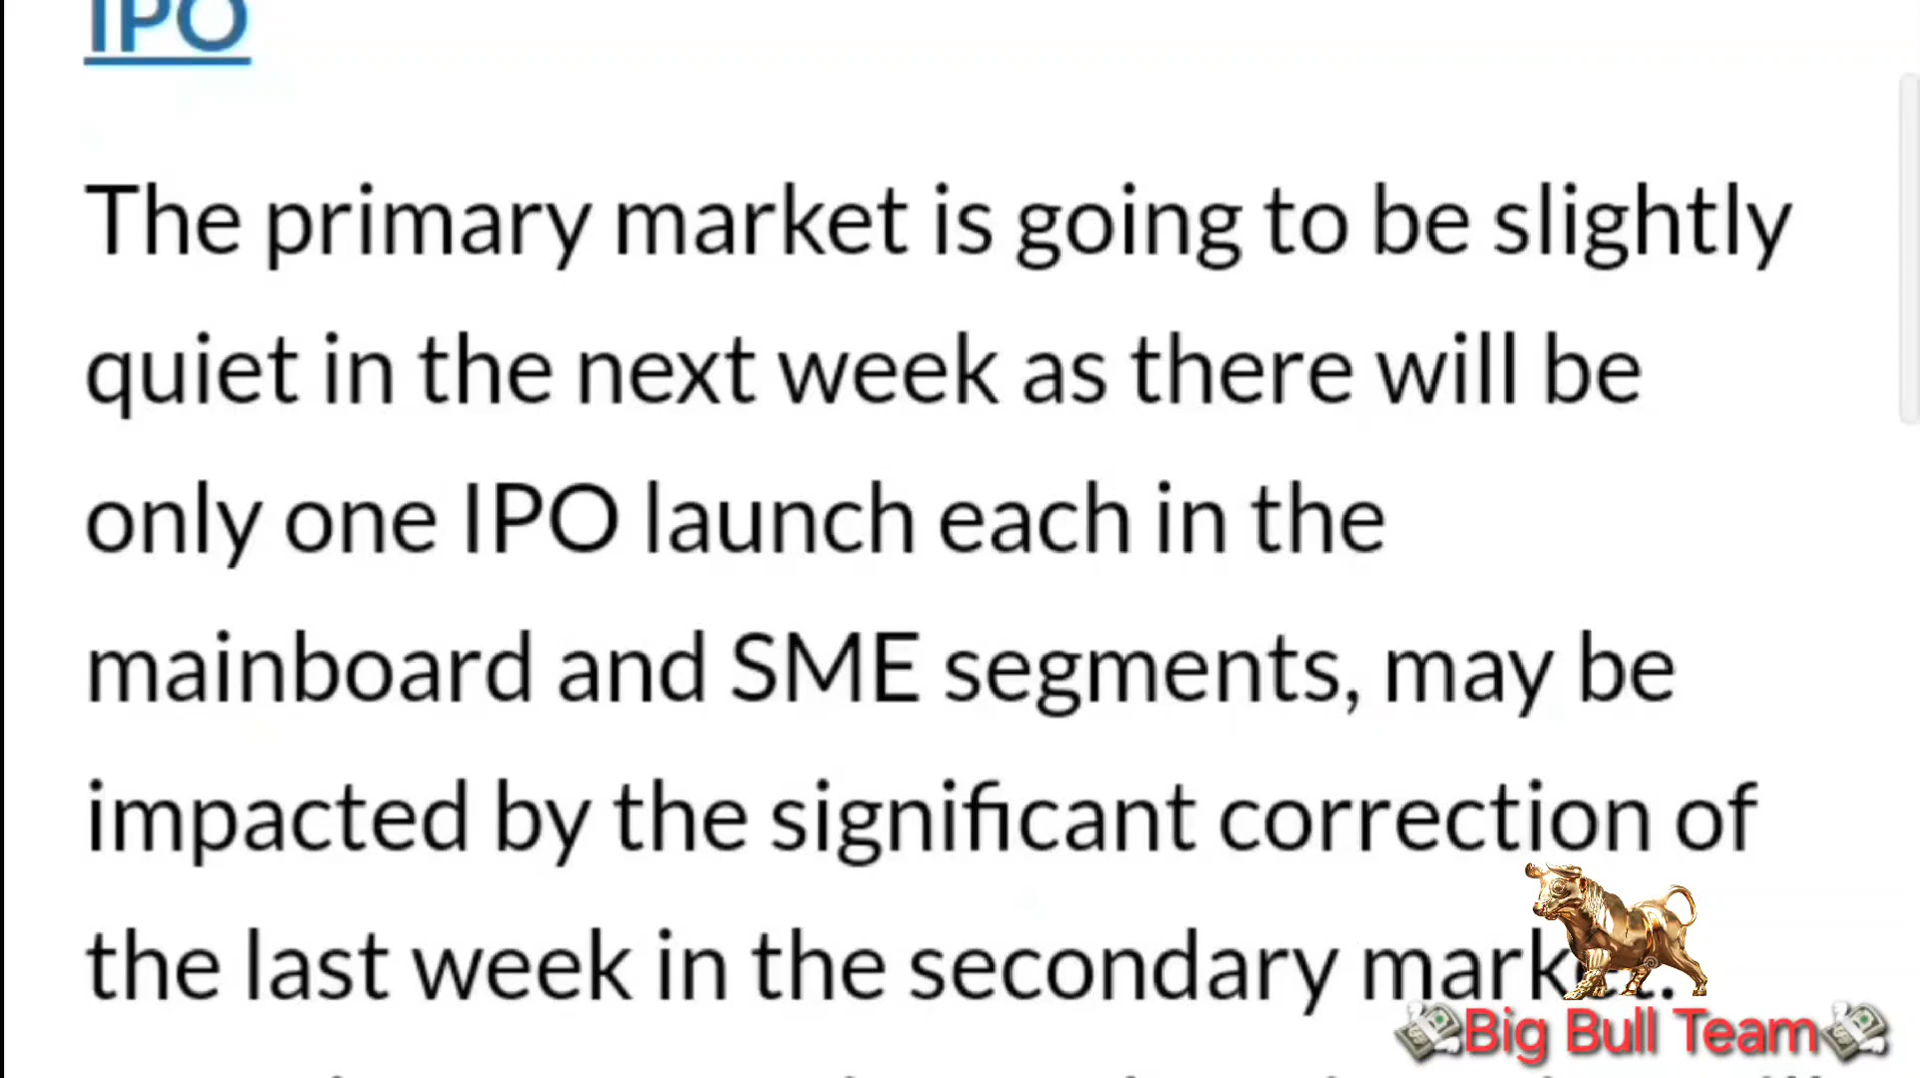 IPO
The primary market is going to be slightly
quiet in the next week as there will be
only one IPO launch each in the
mainboard and SME segments, may be
impacted by the significant correction of
the last week in the secondary market.
Big Bull Team